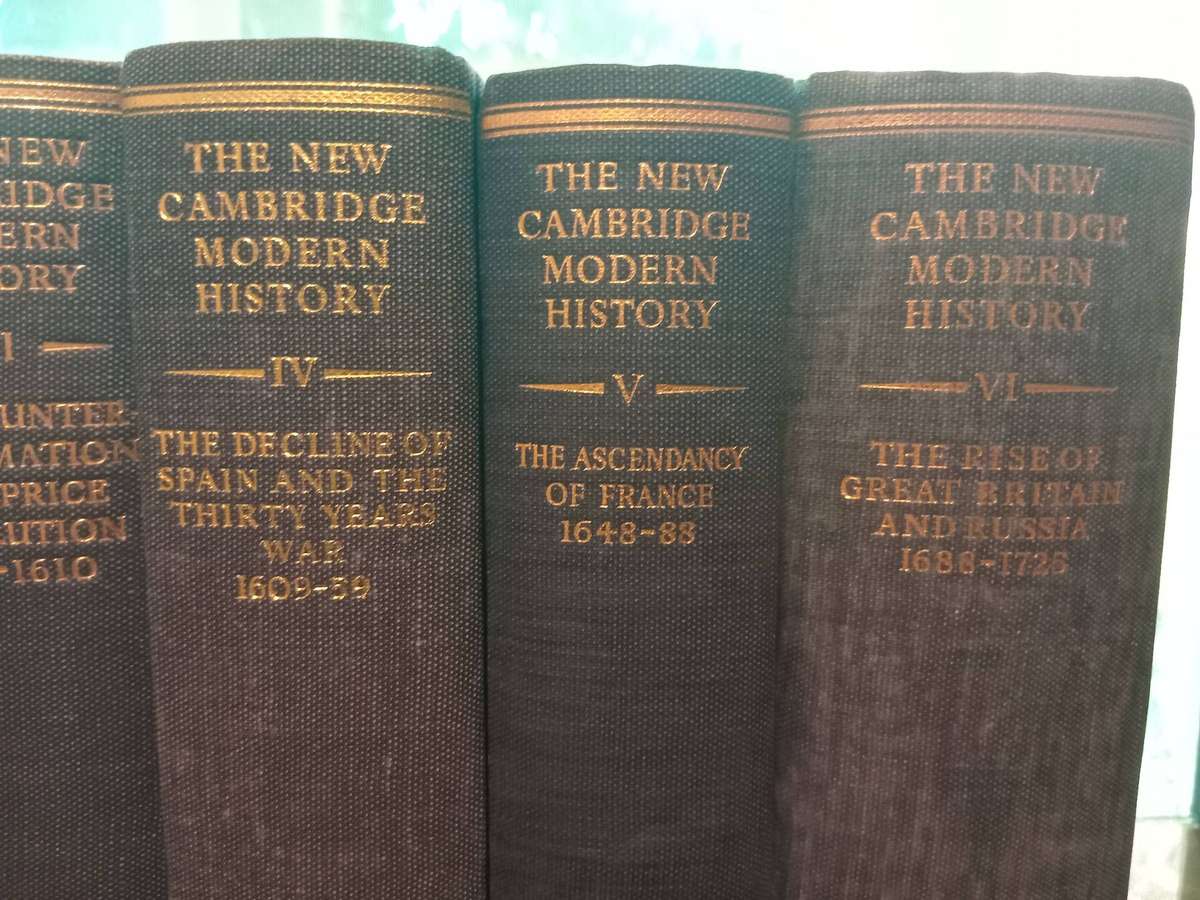 NEW
RIDGE
ERN
ORY
I
UNTER-
MATION
PRICE
LUTION
-1610
THE NEW
CAMBRIDGE
MODERN
HISTORY
IV
THE DECLINE OF
SPAIN AND THE
THIRTY YEARS
WAR
1609-59
THE NEW
CAMBRIDGE
MODERN
HISTORY
V
THE ASCENDANCY
OF FRANCE
1648-88
THE NEW
CAMBRIDGE
MODERN
HISTORY
VI
THE RISE OF
GREAT BRITAIN
AND RUSSIA
1688-1725